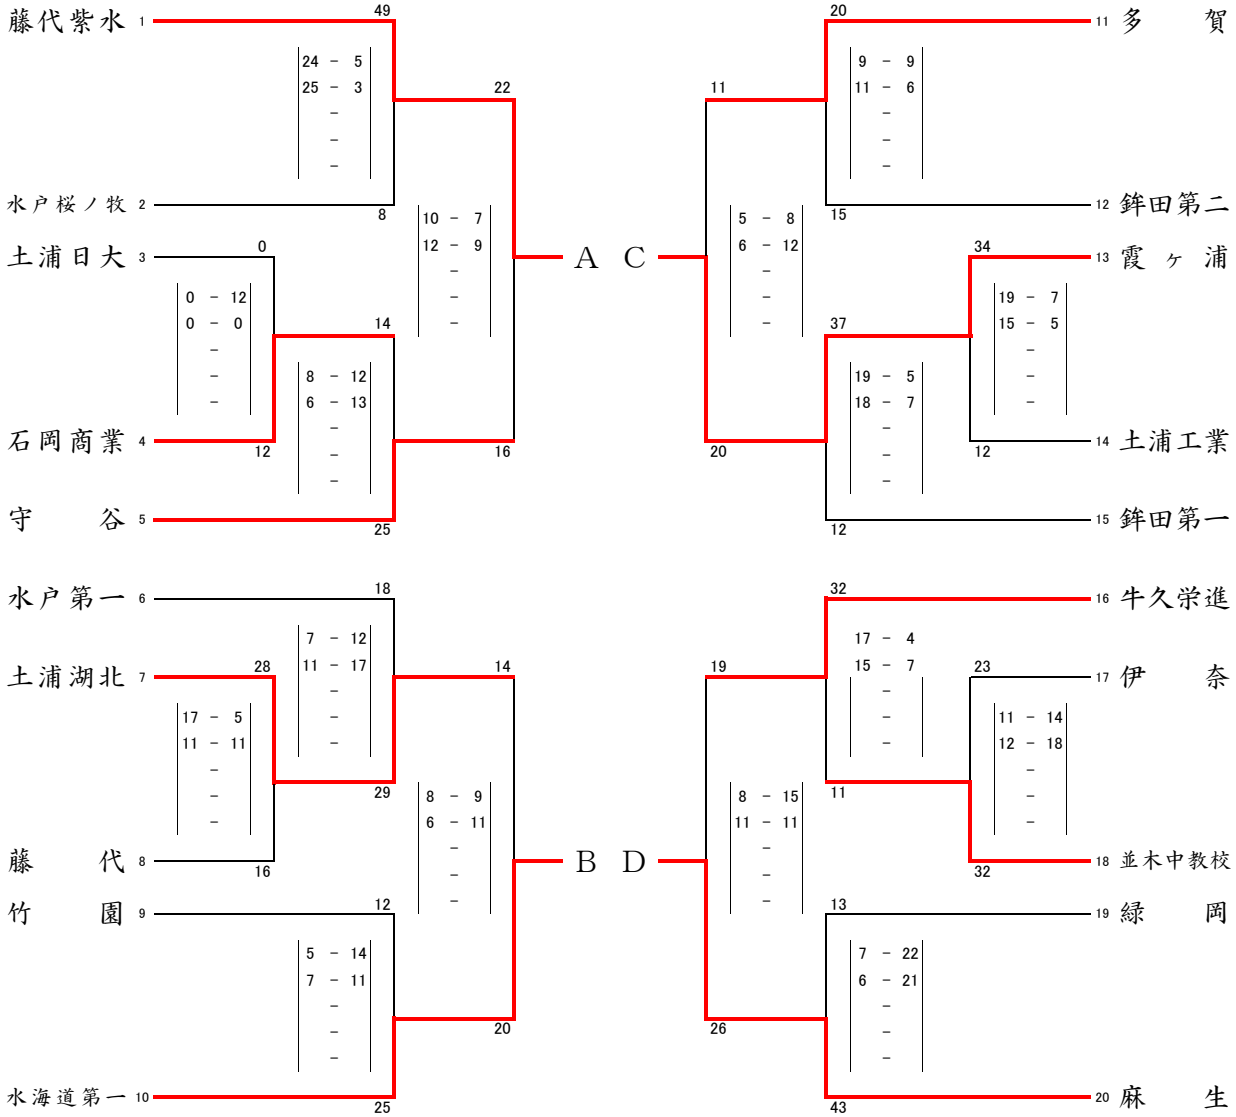 藤代紫水 1 49 20 11 多 賀
24 - 5 9 - 9
25 - 3 22 11 11 - 6
- -
- -
- -
水戸桜ノ牧 2 8 15 12 鉾田第二
10 - 7 5 - 8
土浦日大 3 0 12 - 9 6 - 12 34 13 霞ヶ浦
- A C -
0 - 12 - - 19 - 7
0 - 0 14 - - 37 15 - 5
- -
- 8 - 12 19 - 5 -
- 6 - 13 18 - 7 -
- -
石岡商業 4 12 - 16 20 - 12 14 土浦工業
- -
守 谷 5 25 12 15 鉾田第一
水戸第一 6 18 32 16 牛久栄進
7 - 12 17 - 4
土浦湖北 7 28 11 - 17 14 19 15 - 7 23 17 伊 奈
- -
17 - 5 - - 11 - 14
11 - 11 - - 12 - 18
- 29 8 - 9 8 - 15 11 -
- 6 - 11 11 - 11 -
- - - -
藤 代 8 16 - B D - 32 18 並木中教校
- -
竹 園 9 12 13 19 緑 岡
5 - 14 7 - 22
7 - 11 6 - 21
- -
- 20 26 -
- -
水海道第一 10 25 43 20 麻 生